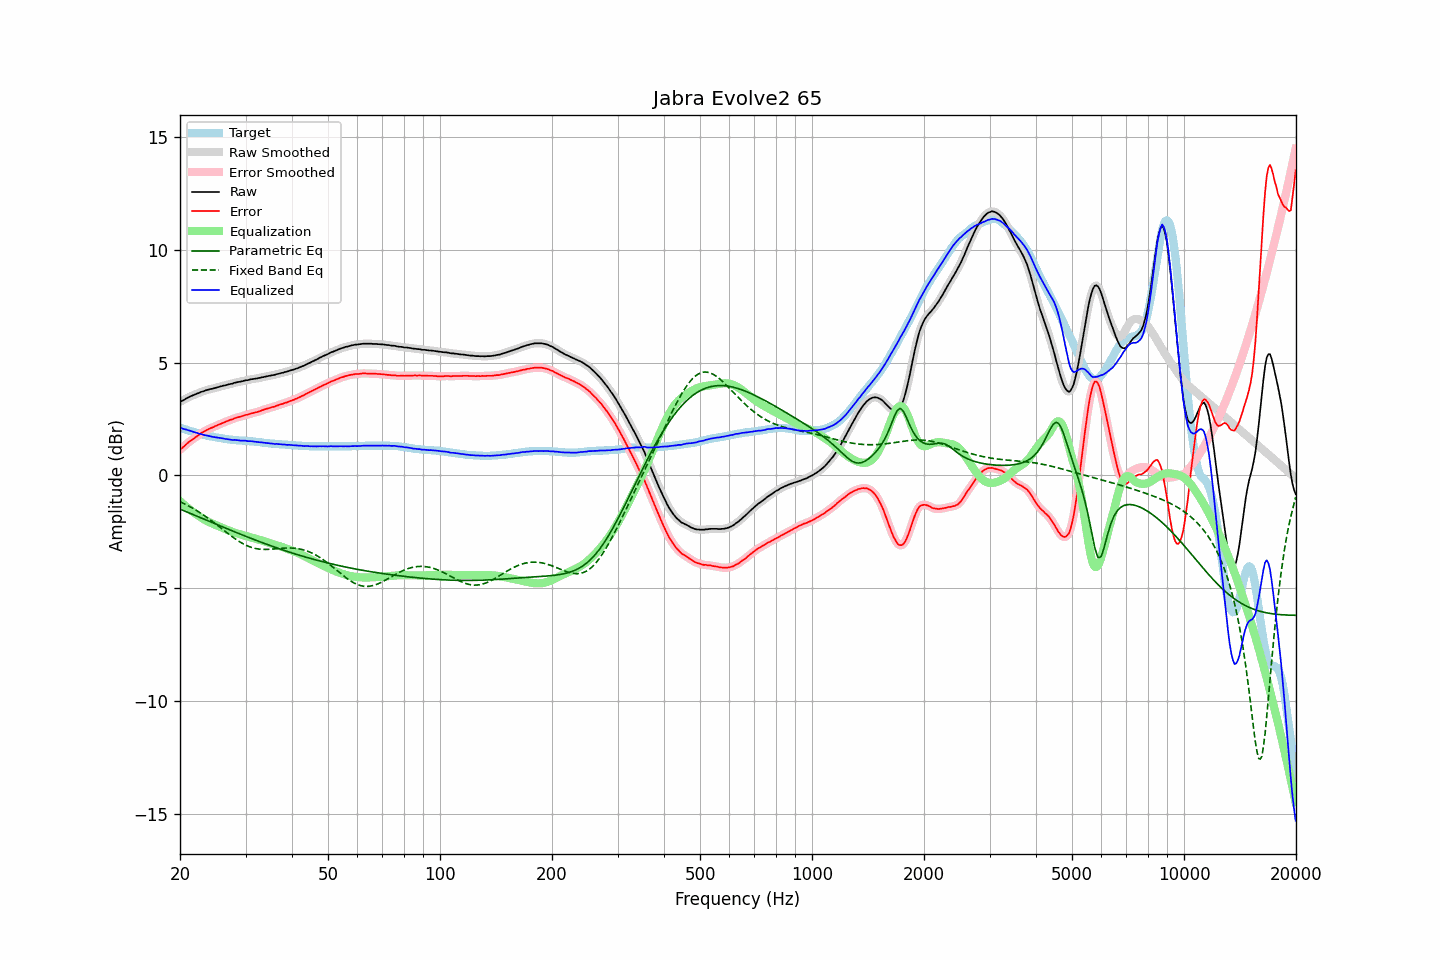 Jabra Evolve2 65
Target
Raw Smoothed
Error Smoothed
Raw
Error
Equalization
Parametric Eq
Fixed Band Eq
Equalized
Amplitude (dBr)
15
10
5
0
−5
−10
−15
20
50
100
200
500
1000
2000
5000
10000
20000
Frequency (Hz)